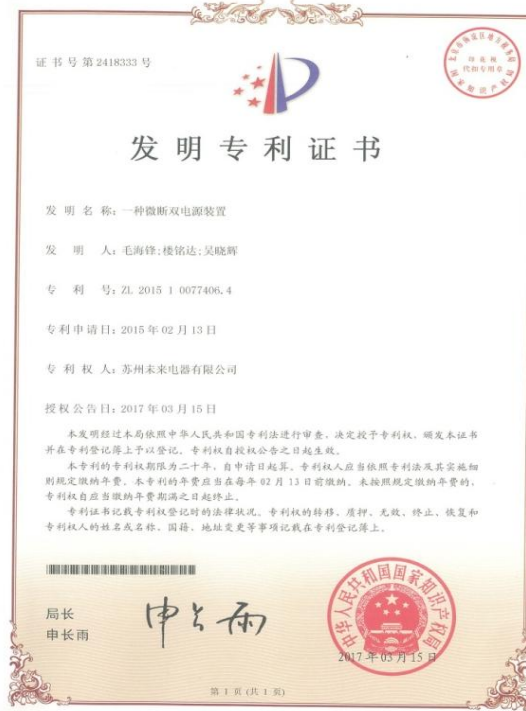 证书号第2418333号
印花税
代扣专用章
发明专利证书
发明名称：一种微断双电源装置
发明人：毛海锋;楼铭达;吴晓辉
专利号：ZL 2015 1 0077406.4
专利申请日：2015年02月13日
专利权人：苏州未来电器有限公司
授权公告日：2017年03月15日
本发明经过本局依照中华人民共和国专利法进行审查，决定授予专利权，颁发本证书
并在专利登记簿上予以登记。专利权自授权公告之日起生效。
本专利的专利权期限为二十年，自申请日起算。专利权人应当依照专利法及其实施细
则规定缴纳年费。本专利的年费应当在每年02月13日前缴纳。未按照规定缴纳年费的，
专利权自应当缴纳年费期满之日起终止。
专利证书记载专利权登记时的法律状况。专利权的转移、质押、无效、终止、恢复和
专利权人的姓名或名称、国籍、地址变更等事项记载在专利登记簿上。
局长
申长雨
申长雨
中华人民共和国国家知识产权局
2017年03月15日
第1页（共1页）